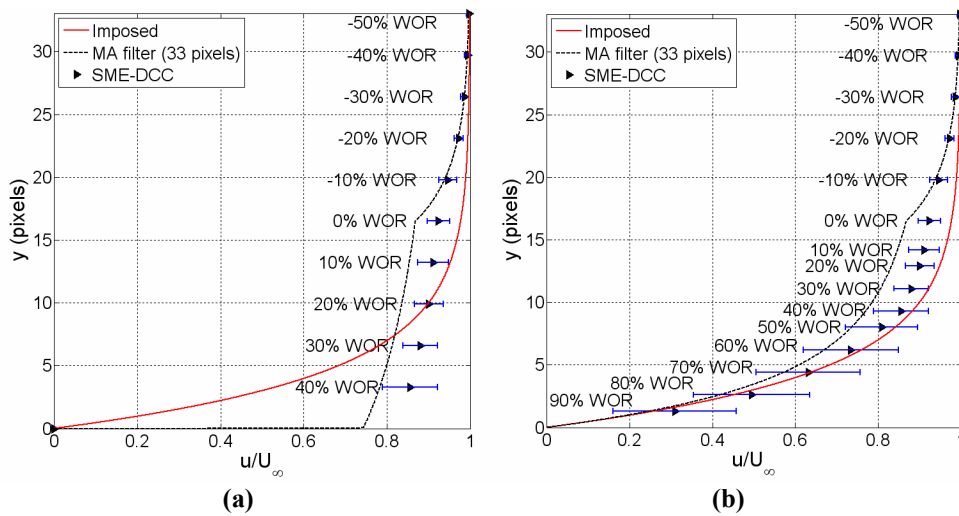 Imposed
MA filter (33 pixels)
SME-DCC
-50% WOR
-40% WOR
-30% WOR
-20% WOR
-10% WOR
0% WOR
10% WOR
20% WOR
30% WOR
40% WOR
30
25
20
15
10
5
0
y (pixels)
0 0.2 0.4 0.6 0.8 1
u/U∞
(a)
Imposed
MA filter (33 pixels)
SME-DCC
-50% WOR
-40% WOR
-30% WOR
-20% WOR
-10% WOR
0% WOR
10% WOR
20% WOR
30% WOR
40% WOR
50% WOR
60% WOR
70% WOR
80% WOR
90% WOR
30
25
20
15
10
5
0
y (pixels)
0 0.2 0.4 0.6 0.8
u/U∞
(b)